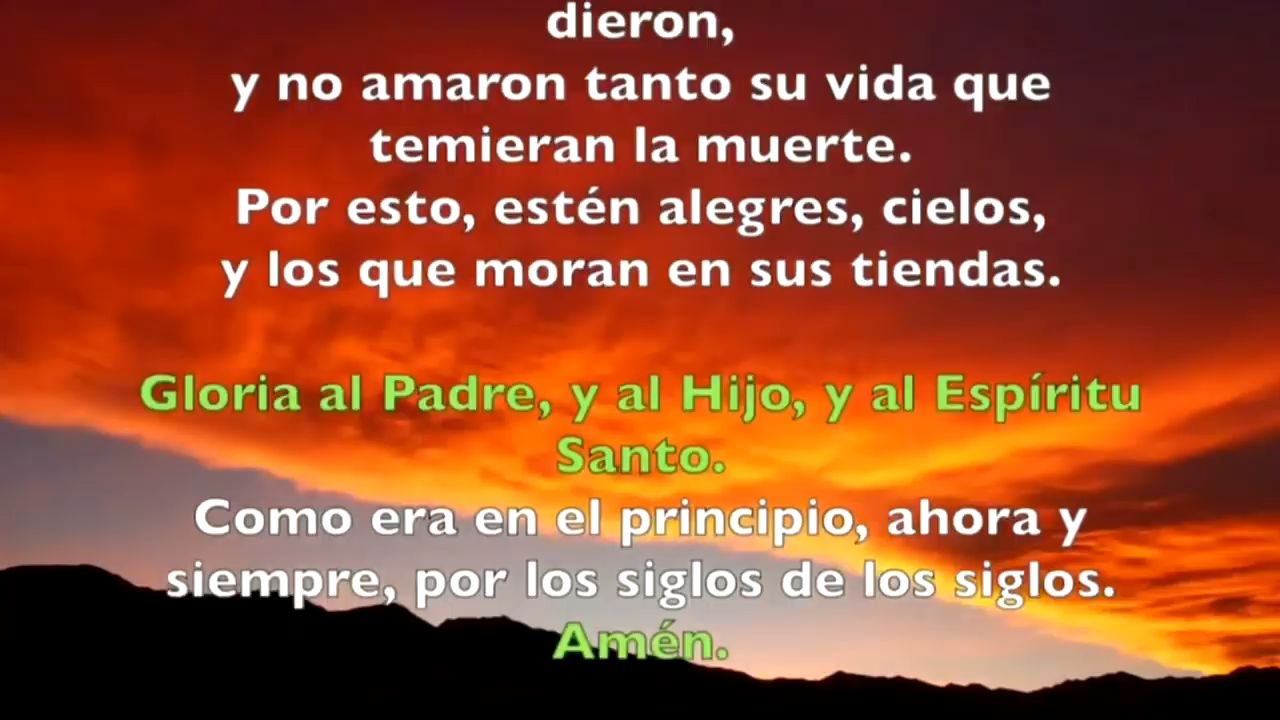 dieron,
y no amaron tanto su vida que
temieran la muerte.
Por esto, estén alegres, cielos,
y los que moran en sus tiendas.
Gloria al Padre, y al Hijo, y al Espíritu
Santo.
Como era en el principio, ahora y
siempre, por los siglos de los siglos.
Amén.